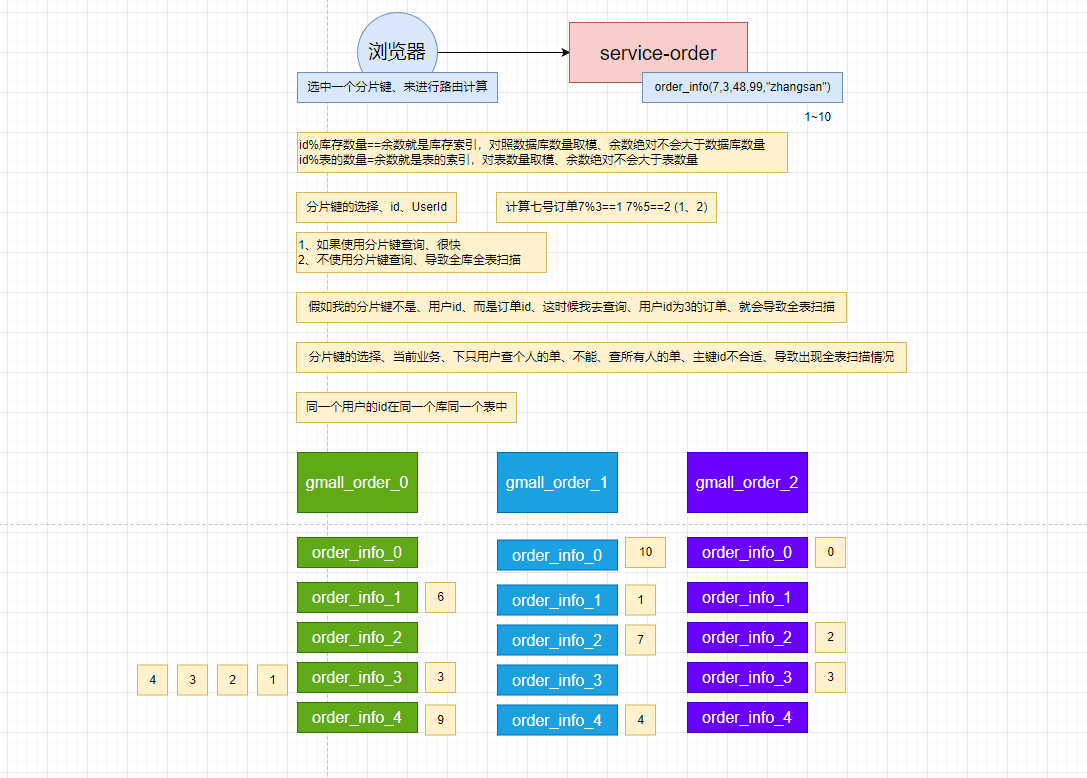 浏览器
service-order
选中一个分片键、来进行路由计算
order_info(7,3,48,99,"zhangsan")
1~10
id%库存数量==余数就是库存索引，对照数据库数量取模、余数绝对不会大于数据库数量
id%表的数量=余数就是表的索引，对表数量取模、余数绝对不会大于表数量
分片键的选择、id、UserId
计算七号订单7%3==1 7%5==2 (1、2)
1、如果使用分片键查询、很快
2、不使用分片键查询、导致全库全表扫描
假如我的分片键不是、用户id、而是订单id、这时候我去查询、用户id为3的订单、就会导致全表扫描
分片键的选择、当前业务、下只用户查个人的单、不能、查所有人的单、主键id不合适、导致出现全表扫描情况
同一个用户的id在同一个库同一个表中
gmall_order_0
gmall_order_1
gmall_order_2
order_info_0
order_info_0
10
order_info_0
0
order_info_1
6
order_info_1
1
order_info_1
order_info_2
order_info_2
7
order_info_2
2
4
3
2
1
order_info_3
3
order_info_3
order_info_3
3
order_info_4
9
order_info_4
4
order_info_4